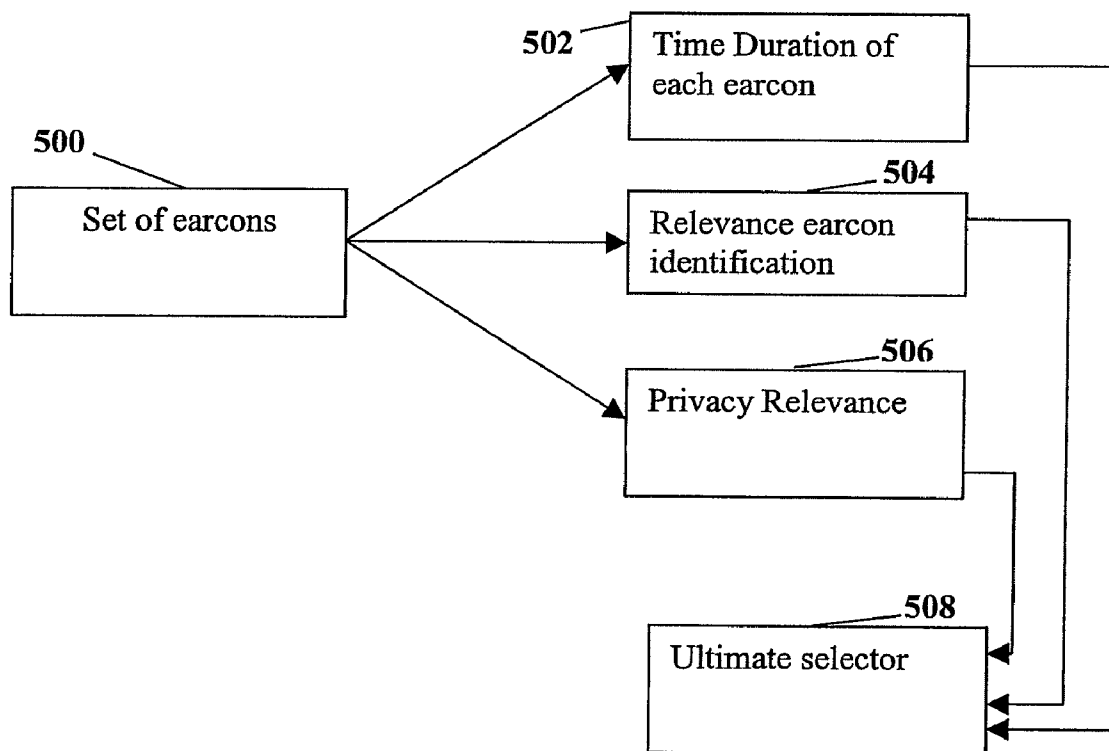 502
Time Duration of
each earcon
500
Set of earcons
504
Relevance earcon
identification
506
Privacy Relevance
508
Ultimate selector